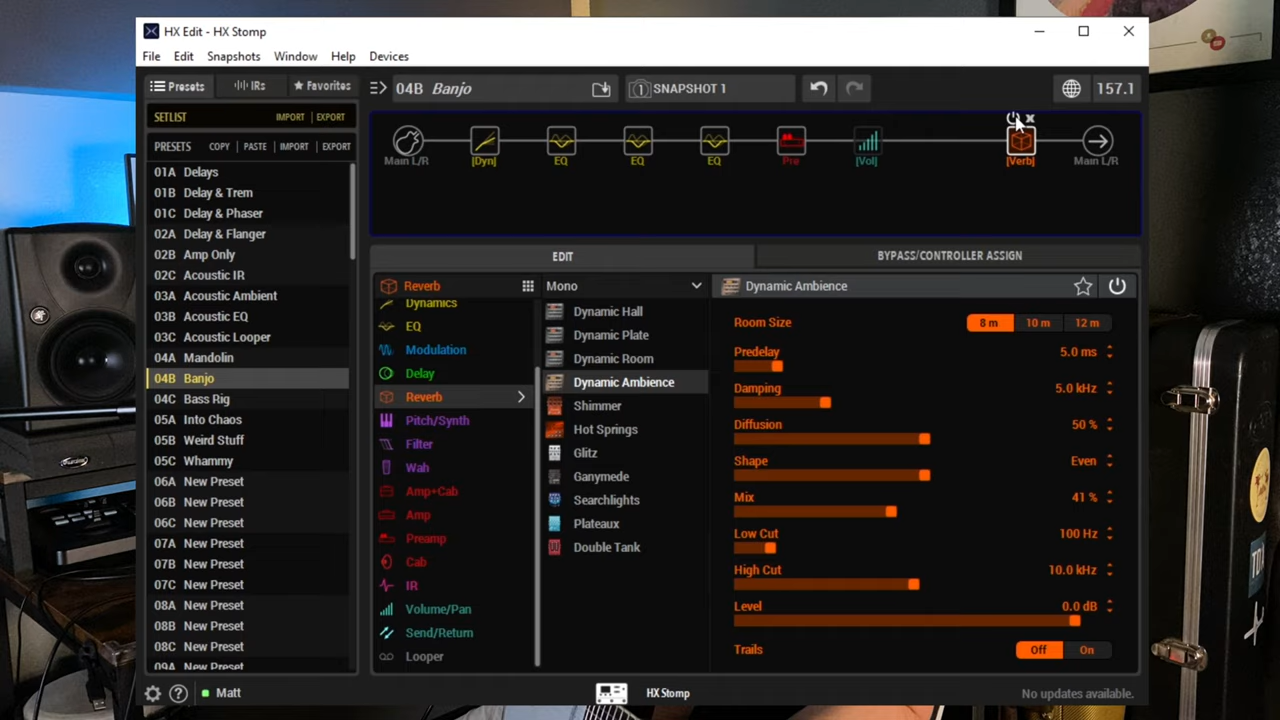 HX Edit - HX Stomp
File Edit Snapshots Window Help Devices
Presets IRs Favorites
04B Banjo
1 SNAPSHOT 1
157.1
SETLIST IMPORT | EXPORT
PRESETS COPY | PASTE | IMPORT | EXPORT
01A Delays
01B Delay & Trem
01C Delay & Phaser
02A Delay & Flanger
02B Amp Only
02C Acoustic IR
03A Acoustic Ambient
03B Acoustic EQ
03C Acoustic Looper
04A Mandolin
04B Banjo
04C Bass Rig
05A Into Chaos
05B Weird Stuff
05C Whammy
06A New Preset
06B New Preset
06C New Preset
07A New Preset
07B New Preset
07C New Preset
08A New Preset
08B New Preset
08C New Preset
09A New Preset
Main L/R [Dyn] EQ EQ EQ Pre [Vol] [Verb] Main L/R
EDIT
BYPASS/CONTROLLER ASSIGN
Reverb
Dynamics
EQ
Modulation
Delay
Reverb
Pitch/Synth
Filter
Wah
Amp+Cab
Amp
Preamp
Cab
IR
Volume/Pan
Send/Return
Looper
Mono
Dynamic Hall
Dynamic Plate
Dynamic Room
Dynamic Ambience
Shimmer
Hot Springs
Glitz
Ganymede
Searchlights
Plateaux
Double Tank
Dynamic Ambience
Room Size 8 m 10 m 12 m
Predelay 5.0 ms
Damping 5.0 kHz
Diffusion 50 %
Shape Even
Mix 41 %
Low Cut 100 Hz
High Cut 10.0 kHz
Level 0.0 dB
Trails Off On
Matt
HX Stomp
No updates available.